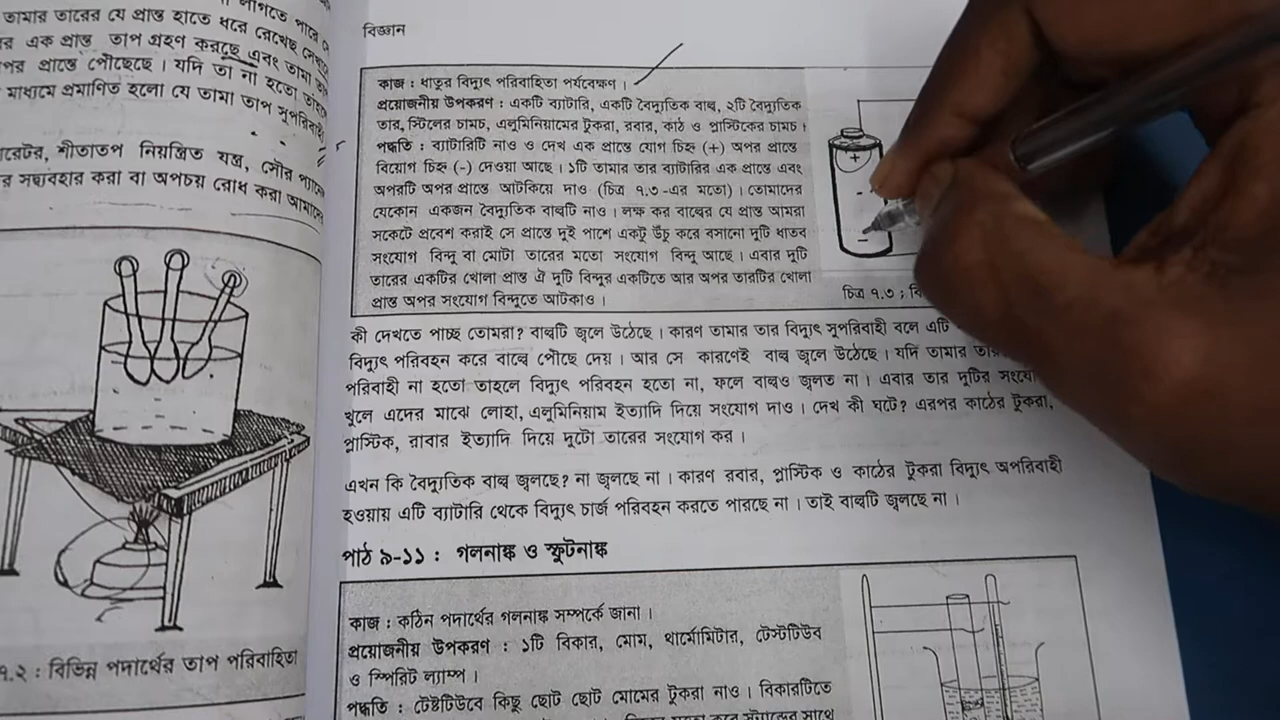 তামার তারের যে প্রান্ত হাতে ধরে রেখেছ
এক প্রান্ত তাপ গ্রহণ করছে এবং তামা
প্রান্তে পৌঁছেছে । যদি তা না হতো
মাধ্যমে প্রমাণিত হলো যে তামা তাপ সুপরিবাহী
শীতাতপ নিয়ন্ত্রিত যন্ত্র, সৌর
সদ্ব্যবহার করা বা অপচয় রোধ করা আমাদের
৭.২ : বিভিন্ন পদার্থের তাপ পরিবাহিতা
বিজ্ঞান
কাজ : ধাতুর বিদ্যুৎ পরিবাহিতা পর্যবেক্ষণ ।
প্রয়োজনীয় উপকরণ : একটি ব্যাটারি, একটি বৈদ্যুতিক বাল্ব, ২টি বৈদ্যুতিক
তার, স্টিলের চামচ, এলুমিনিয়ামের টুকরা, রবার, কাঠ ও প্লাস্টিকের চামচ ।
পদ্ধতি : ব্যাটারিটি নাও ও দেখ এক প্রান্তে যোগ চিহ্ন (+) অপর প্রান্তে
বিয়োগ চিহ্ন (-) দেওয়া আছে । ১টি তামার তার ব্যাটারির এক প্রান্তে এবং
অপরটি অপর প্রান্তে আটকিয়ে দাও (চিত্র ৭.৩ -এর মতো) । তোমাদের
যেকোন একজন বৈদ্যুতিক বাল্বটি নাও । লক্ষ কর বাল্বের যে প্রান্ত আমরা
সকেটে প্রবেশ করাই সে প্রান্তে দুই পাশে একটু উঁচু করে বসানো দুটি ধাতব
সংযোগ বিন্দু বা মোটা তারের মতো সংযোগ বিন্দু আছে । এবার দুটি
তারের একটির খোলা প্রান্ত ঐ দুটি বিন্দুর একটিতে আর অপর তারটির খোলা
প্রান্ত অপর সংযোগ বিন্দুতে আটকাও ।
+
-
চিত্র ৭.৩ ;
কী দেখতে পাচ্ছ তোমরা? বাল্বটি জ্বলে উঠেছে । কারণ তামার তার বিদ্যুৎ সুপরিবাহী বলে এটি
বিদ্যুৎ পরিবহন করে বাল্বে পৌছে দেয় । আর সে কারণেই বাল্ব জ্বলে উঠেছে । যদি তামার
পরিবাহী না হতো তাহলে বিদ্যুৎ পরিবহন হতো না, ফলে বাল্বও জ্বলত না । এবার তার দুটির
খুলে এদের মাঝে লোহা, এলুমিনিয়াম ইত্যাদি দিয়ে সংযোগ দাও । দেখ কী ঘটে? এরপর কাঠের টুকরা,
প্লাস্টিক, রাবার ইত্যাদি দিয়ে দুটো তারের সংযোগ কর ।
এখন কি বৈদ্যুতিক বাল্ব জ্বলছে? না জ্বলছে না । কারণ রবার, প্লাস্টিক ও কাঠের টুকরা বিদ্যুৎ অপরিবাহী
হওয়ায় এটি ব্যাটারি থেকে বিদ্যুৎ চার্জ পরিবহন করতে পারছে না । তাই বাল্বটি জ্বলছে না ।
পাঠ ৯-১১ : গলনাঙ্ক ও স্ফুটনাঙ্ক
কাজ : কঠিন পদার্থের গলনাঙ্ক সম্পর্কে জানা ।
প্রয়োজনীয় উপকরণ : ১টি বিকার, মোম, থার্মোমিটার, টেস্টটিউব
ও স্পিরিট ল্যাম্প ।
পদ্ধতি : টেস্টটিউবে কিছু ছোট ছোট মোমের টুকরা নাও । বিকারটিতে